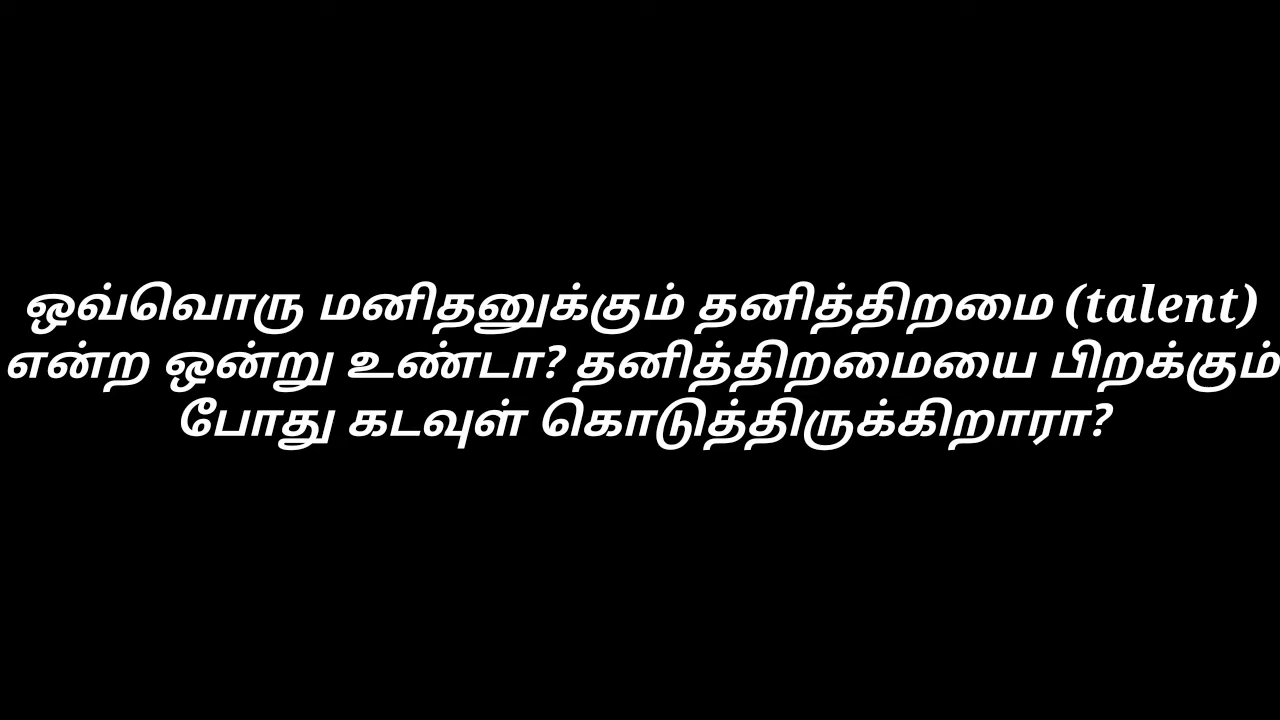 ஒவ்வொரு மனிதனுக்கும் தனித்திறமை (talent)
என்ற ஒன்று உண்டா? தனித்திறமையை பிறக்கும்
போது கடவுள் கொடுத்திருக்கிறாரா?